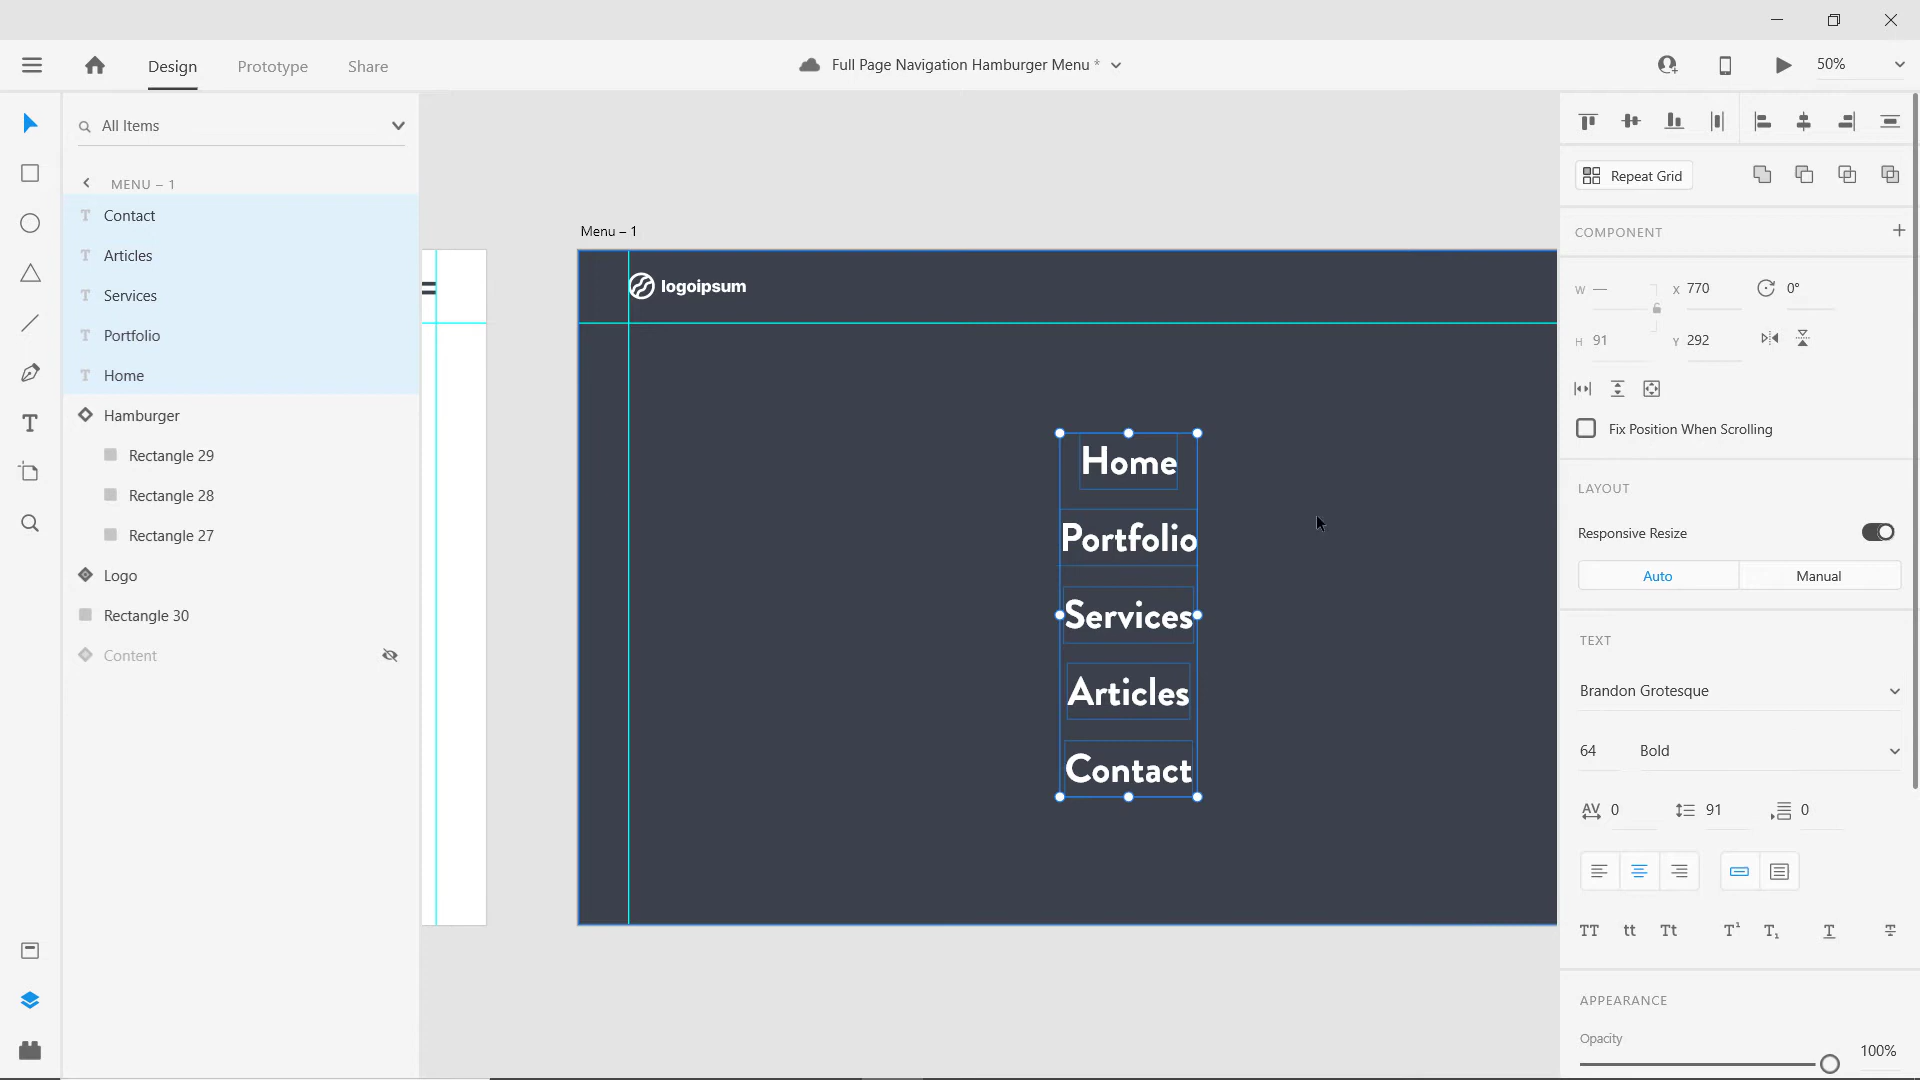 Design
Prototype
Share
Full Page Navigation Hamburger Menu *
50%
All Items
MENU – 1
Contact
Articles
Services
Portfolio
Home
Hamburger
Rectangle 29
Rectangle 28
Rectangle 27
Logo
Rectangle 30
Content
Menu – 1
logoipsum
Home
Portfolio
Services
Articles
Contact
Repeat Grid
COMPONENT
W —
X 770
0°
H 91
Y 292
Fix Position When Scrolling
LAYOUT
Responsive Resize
Auto
Manual
TEXT
Brandon Grotesque
64
Bold
AV 0
91
0
TT tt Tt T¹ T₁ T T
APPEARANCE
Opacity
100%